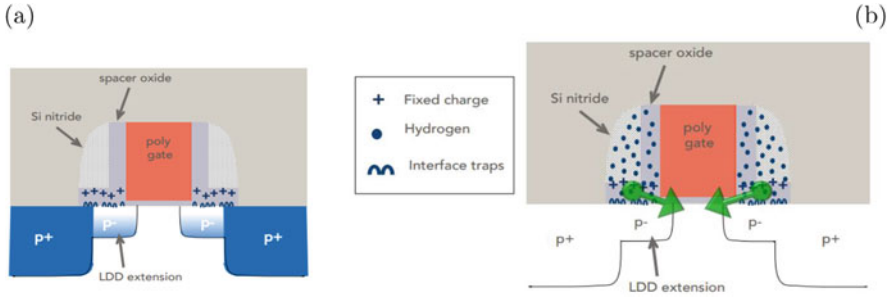 (a)
spacer oxide
Si nitride
poly
gate
p-
p-
p+
p+
LDD extension
+ Fixed charge
Hydrogen
Interface traps
(b)
spacer oxide
Si nitride
poly
gate
p-
p-
p+
p+
LDD extension